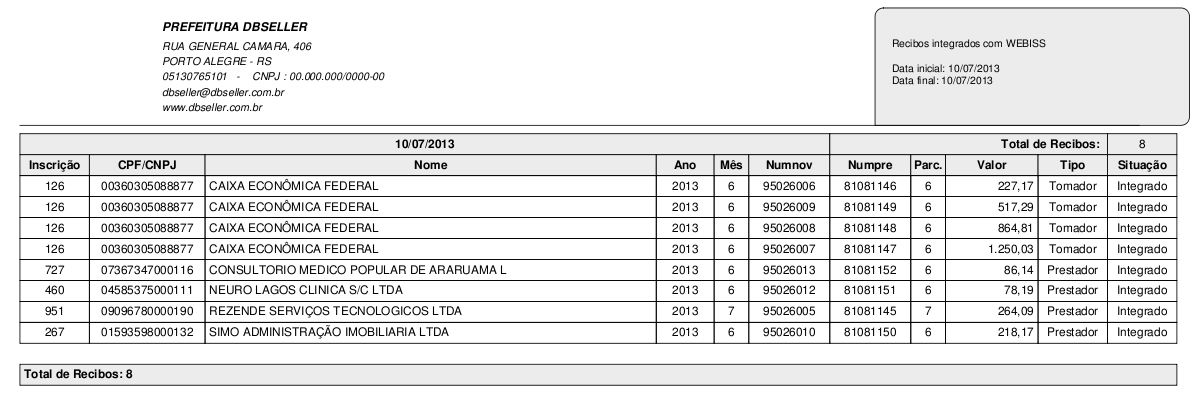 PREFEITURA DBSELLER
RUA GENERAL CAMARA, 406
PORTO ALEGRE - RS
05130765101 - CNPJ : 00.000.000/0000-00
dbseller@dbseller.com.br
www.dbseller.com.br
Recibos integrados com WEBISS
Data inicial: 10/07/2013
Data final: 10/07/2013
10/07/2013 Total de Recibos: 8
Inscrição CPF/CNPJ Nome Ano Mês Numnov Numpre Parc. Valor Tipo Situação
126 00360305088877 CAIXA ECONÔMICA FEDERAL 2013 6 95026006 81081146 6 227,17 Tomador Integrado
126 00360305088877 CAIXA ECONÔMICA FEDERAL 2013 6 95026009 81081149 6 517,29 Tomador Integrado
126 00360305088877 CAIXA ECONÔMICA FEDERAL 2013 6 95026008 81081148 6 864,81 Tomador Integrado
126 00360305088877 CAIXA ECONÔMICA FEDERAL 2013 6 95026007 81081147 6 1.250,03 Tomador Integrado
727 07367347000116 CONSULTORIO MEDICO POPULAR DE ARARUAMA L 2013 6 95026013 81081152 6 86,14 Prestador Integrado
460 04585375000111 NEURO LAGOS CLINICA S/C LTDA 2013 6 95026012 81081151 6 78,19 Prestador Integrado
951 09096780000190 REZENDE SERVIÇOS TECNOLOGICOS LTDA 2013 7 95026005 81081145 7 264,09 Prestador Integrado
267 01593598000132 SIMO ADMINISTRAÇÃO IMOBILIARIA LTDA 2013 6 95026010 81081150 6 218,17 Prestador Integrado
Total de Recibos: 8